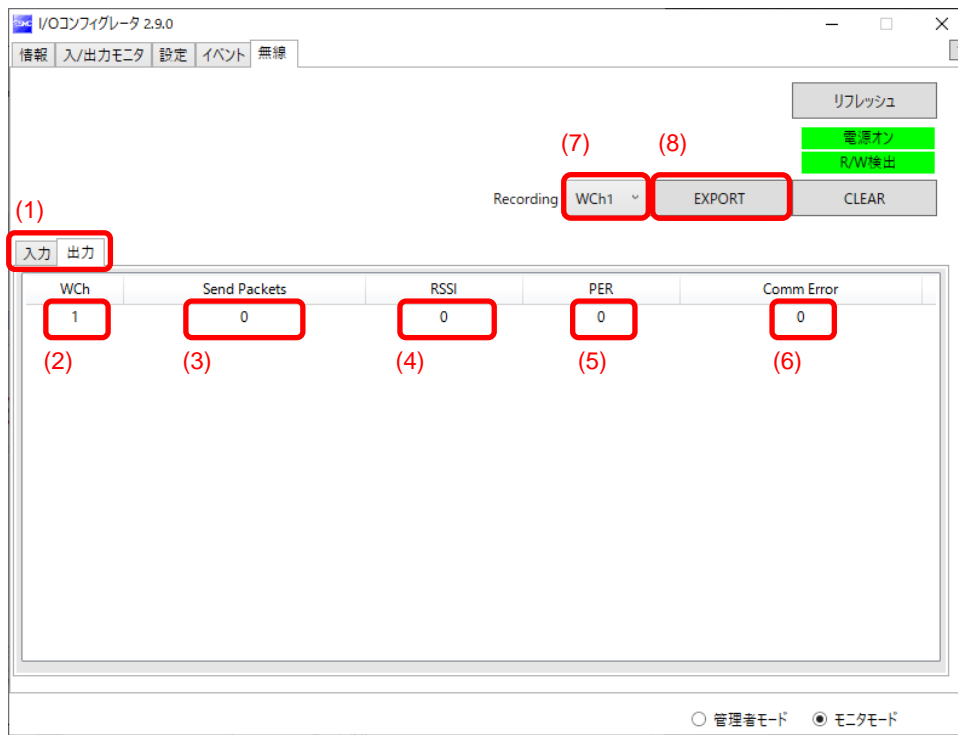 SMC I/Oコンフィグレータ 2.9.0
情報 入/出力モニタ 設定 イベント 無線
リフレッシュ
電源オン
R/W検出
(7) (8)
Recording WCh1 EXPORT CLEAR
(1)
入力 出力
WCh Send Packets RSSI PER Comm Error
1 0 0 0 0
(2) (3) (4) (5) (6)
管理者モード モニタモード